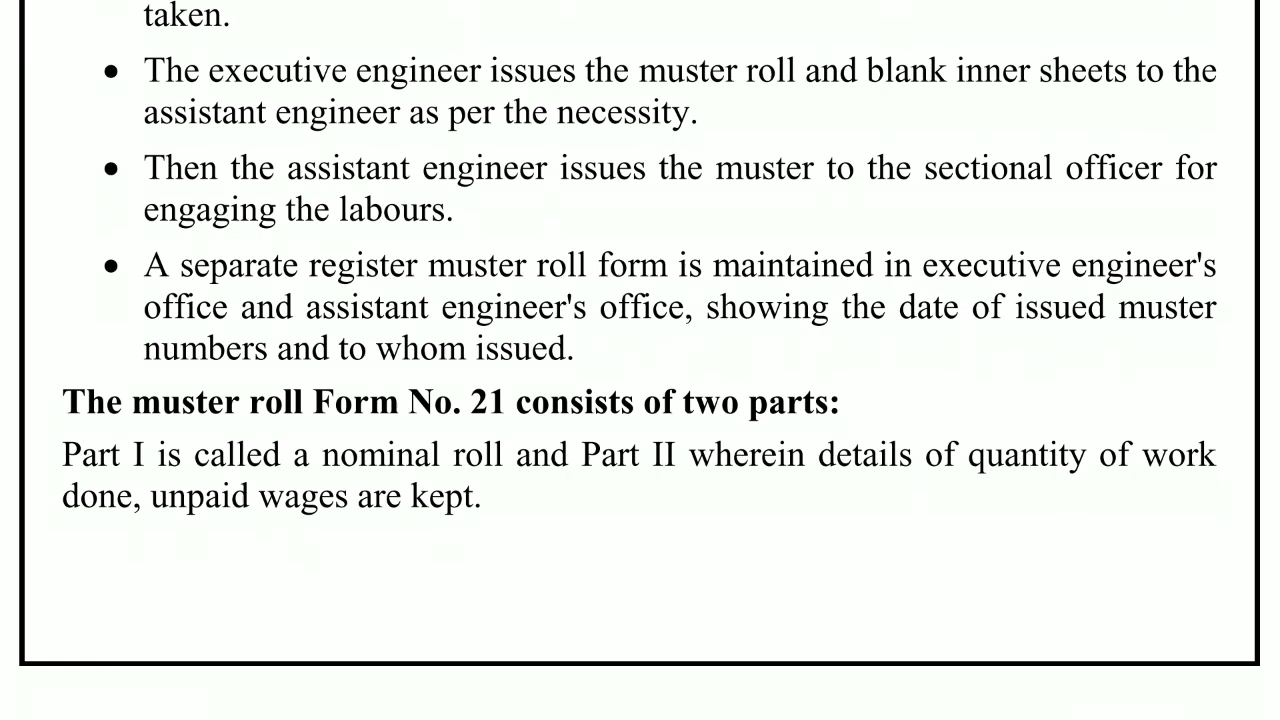 taken.
• The executive engineer issues the muster roll and blank inner sheets to the
assistant engineer as per the necessity.
• Then the assistant engineer issues the muster to the sectional officer for
engaging the labours.
• A separate register muster roll form is maintained in executive engineer's
office and assistant engineer's office, showing the date of issued muster
numbers and to whom issued.
The muster roll Form No. 21 consists of two parts:
Part I is called a nominal roll and Part II wherein details of quantity of work
done, unpaid wages are kept.